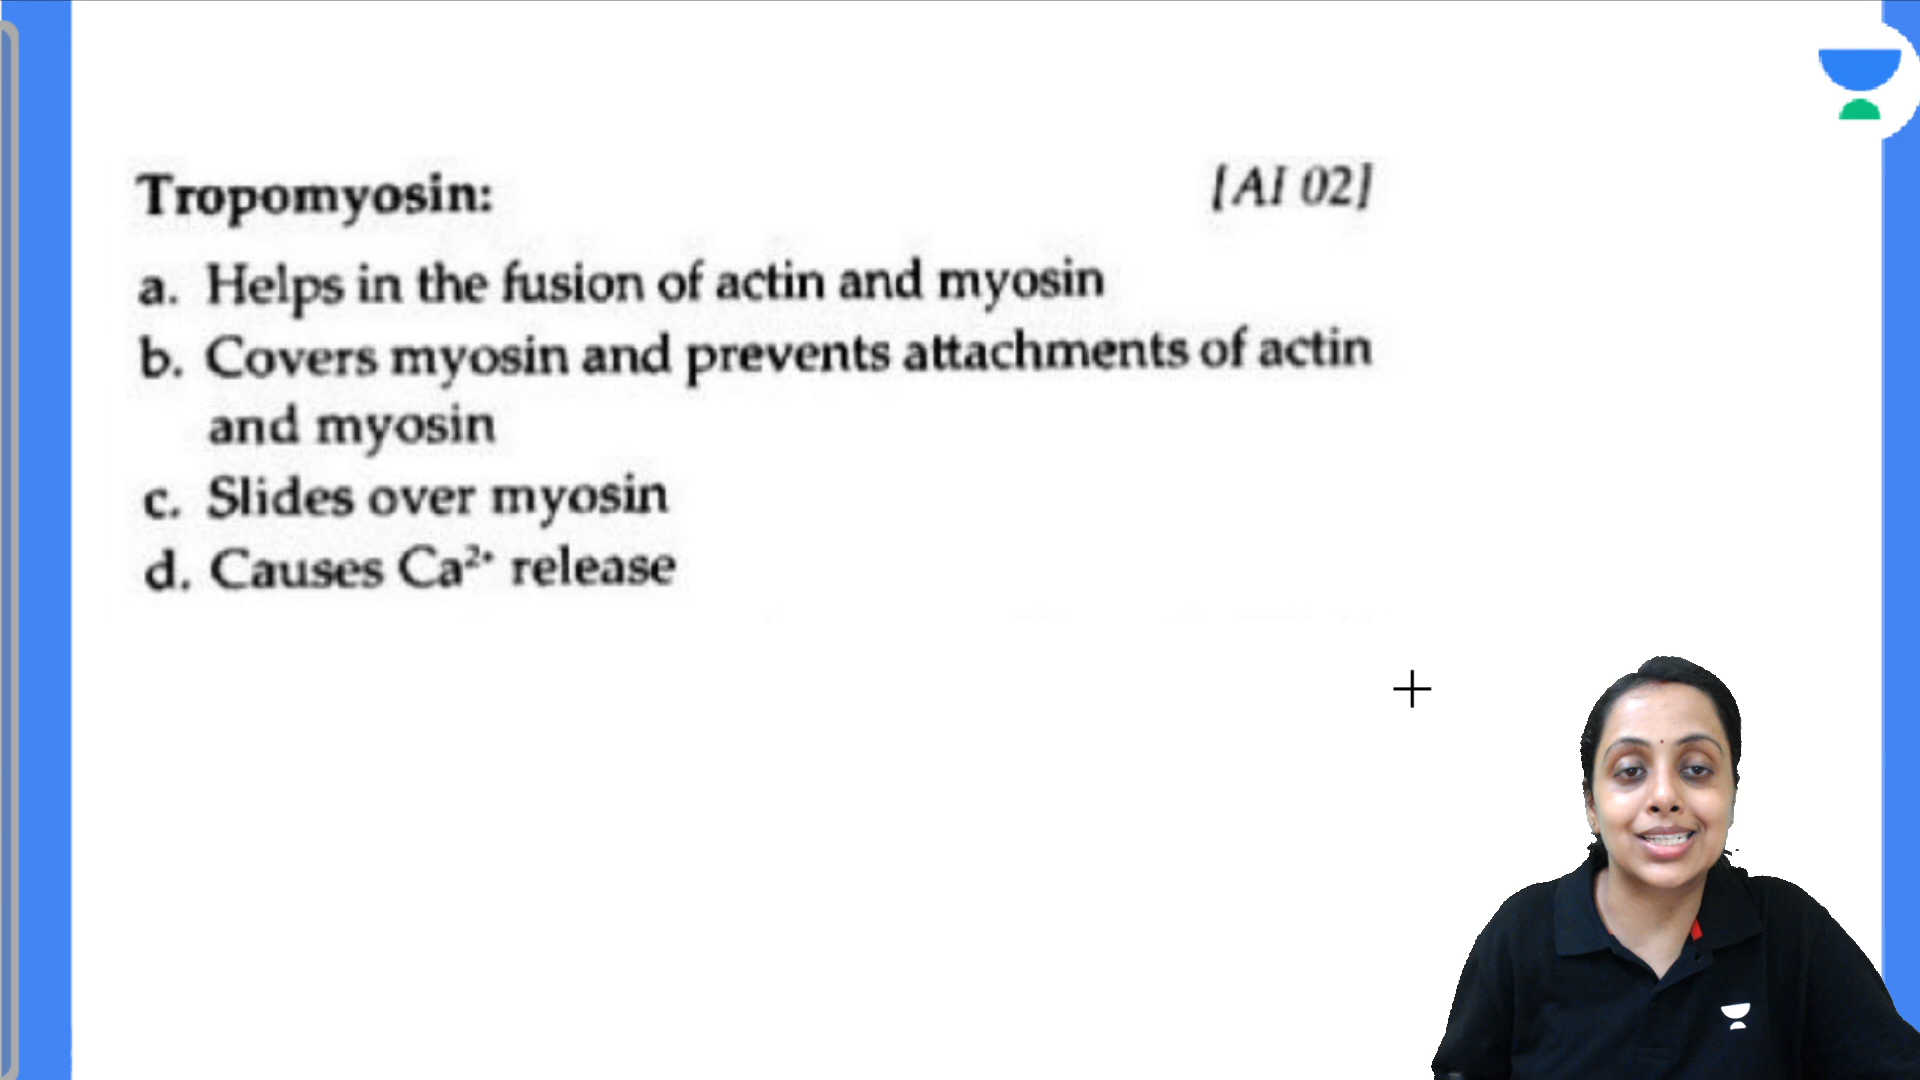 Tropomyosin: [AI 02]
a. Helps in the fusion of actin and myosin
b. Covers myosin and prevents attachments of actin
and myosin
c. Slides over myosin
d. Causes Ca²⁺ release